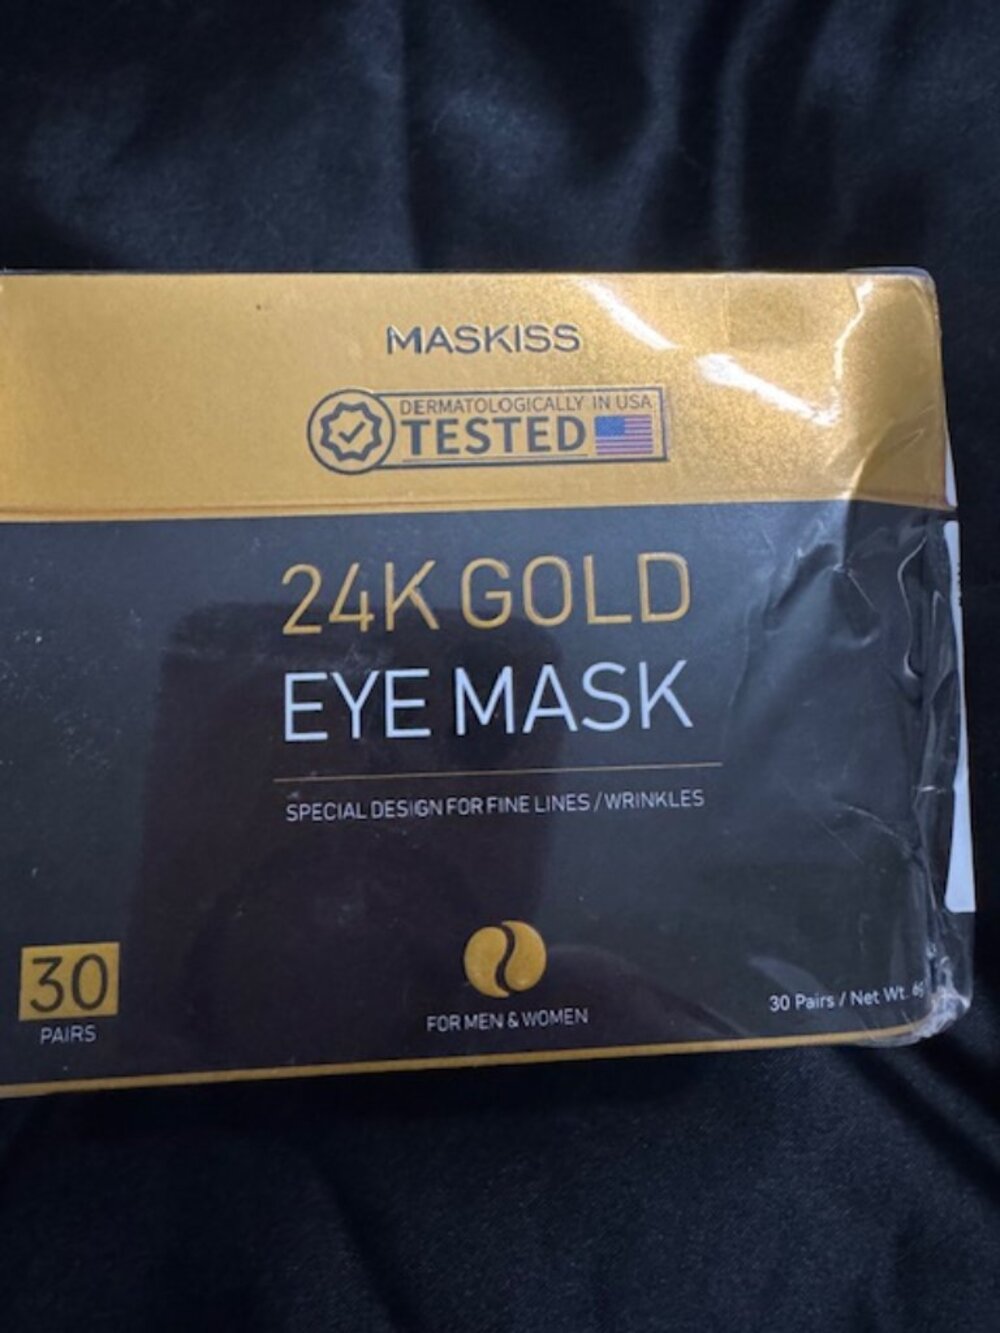 MASKISS
DERMATOLOGICALLY IN USA
TESTED
24K GOLD
EYE MASK
SPECIAL DESIGN FOR FINE LINES / WRINKLES
30
PAIRS
FOR MEN & WOMEN
30 Pairs / Net Wt.